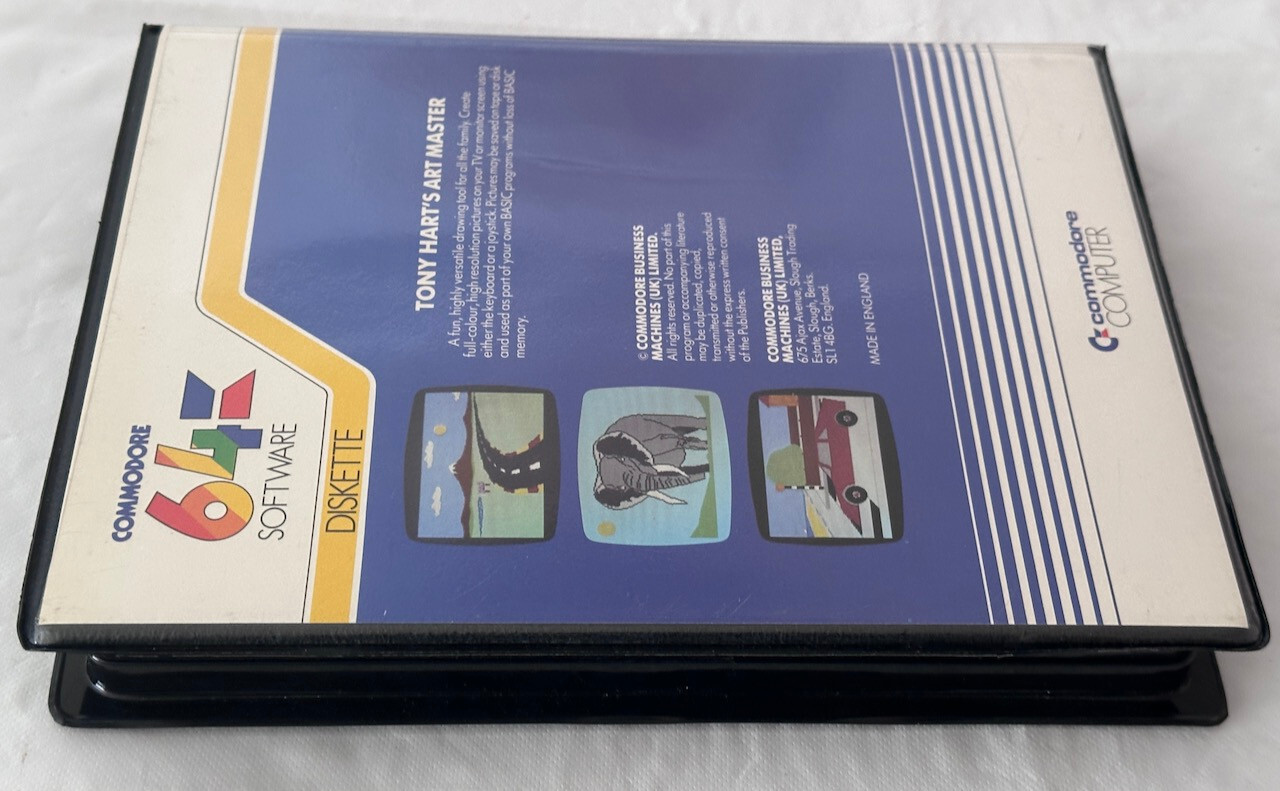 COMMODORE
64
SOFTWARE
DISKETTE
TONY HART'S ART MASTER
A fun, highly versatile drawing tool for all the family. Create
full-colour, high resolution pictures on your TV or monitor screen using
either the keyboard or a joystick. Pictures may be saved on tape or disk
and used as part of your own BASIC programs without loss of BASIC
memory.
© COMMODORE BUSINESS
MACHINES (UK) LIMITED.
All rights reserved. No part of this
program or accompanying literature
may be duplicated, copied,
transmitted or otherwise reproduced
without the express written consent
of the Publishers.
COMMODORE BUSINESS
MACHINES (UK) LIMITED,
675 Ajax Avenue, Slough Trading
Estate, Slough, Berks.
SL1 4BG. England.
MADE IN ENGLAND
commodore
COMPUTER